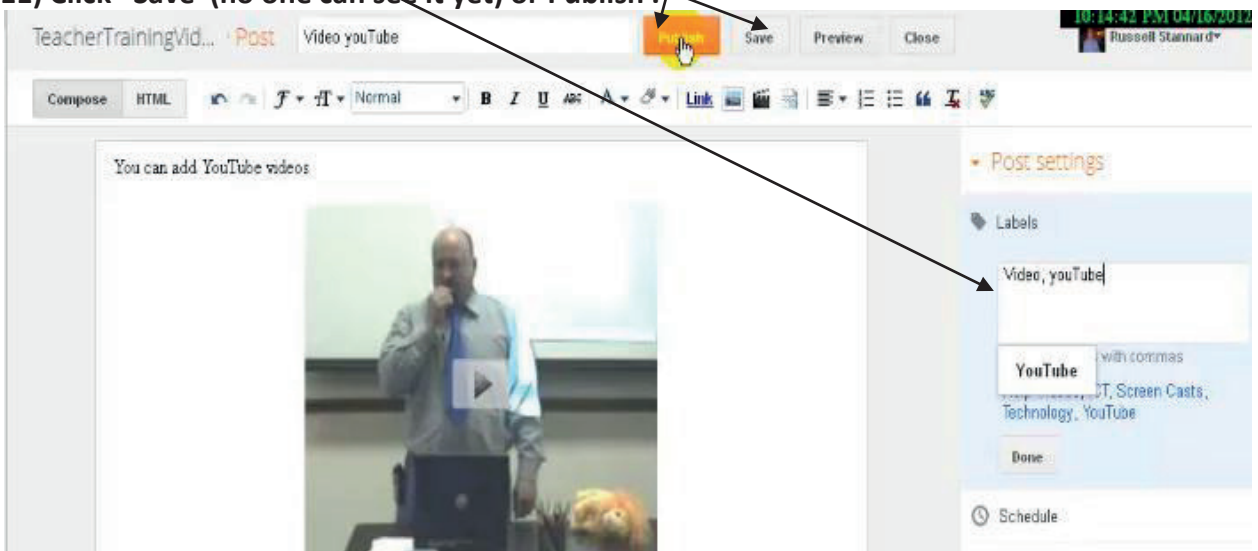 Click "Save' (no one can see it yet) or 'Publish'.
10:14:42 PM 04/16/2012
TeacherTrainingVid... · Post Video youTube Publish Save Preview Close Russell Stannard
Compose HTML Normal B I U ABC A Link
You can add YouTube videos
Post settings
Labels
Video, youTube
with commas
YouTube
CT, Screen Casts,
Technology, YouTube
Done
Schedule